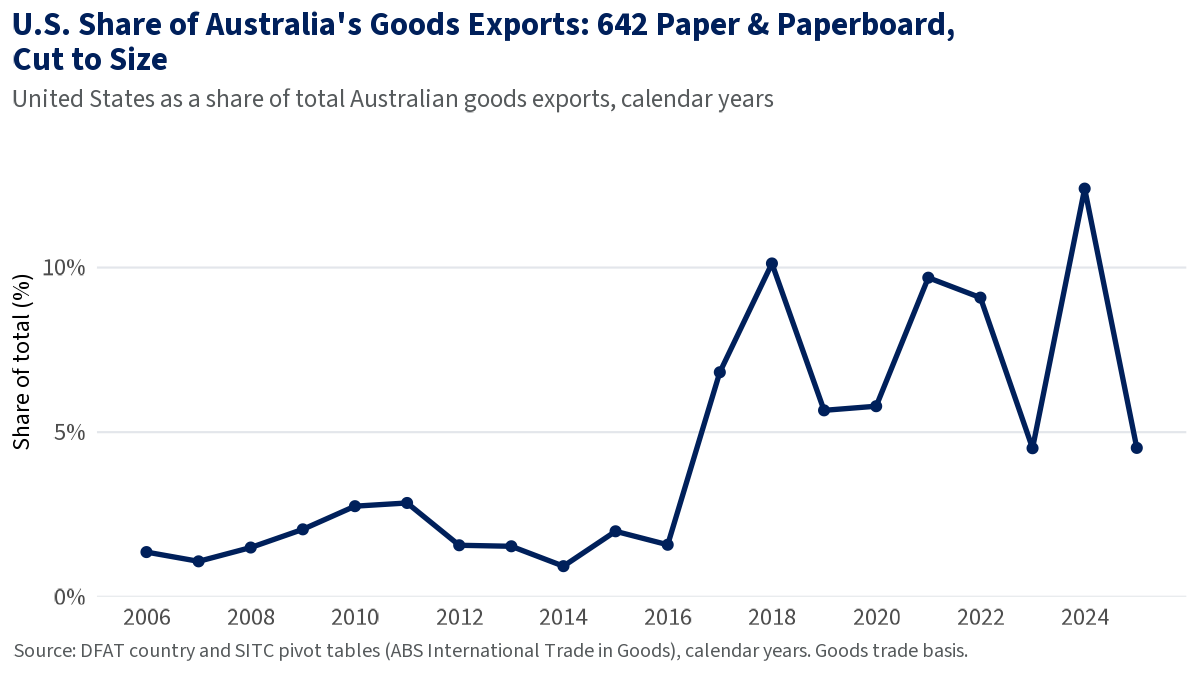 U.S. Share of Australia's Goods Exports: 642 Paper & Paperboard,
Cut to Size
United States as a share of total Australian goods exports, calendar years
Share of total (%)
10%
5%
0%
2006 2008 2010 2012 2014 2016 2018 2020 2022 2024
Source: DFAT country and SITC pivot tables (ABS International Trade in Goods), calendar years. Goods trade basis.